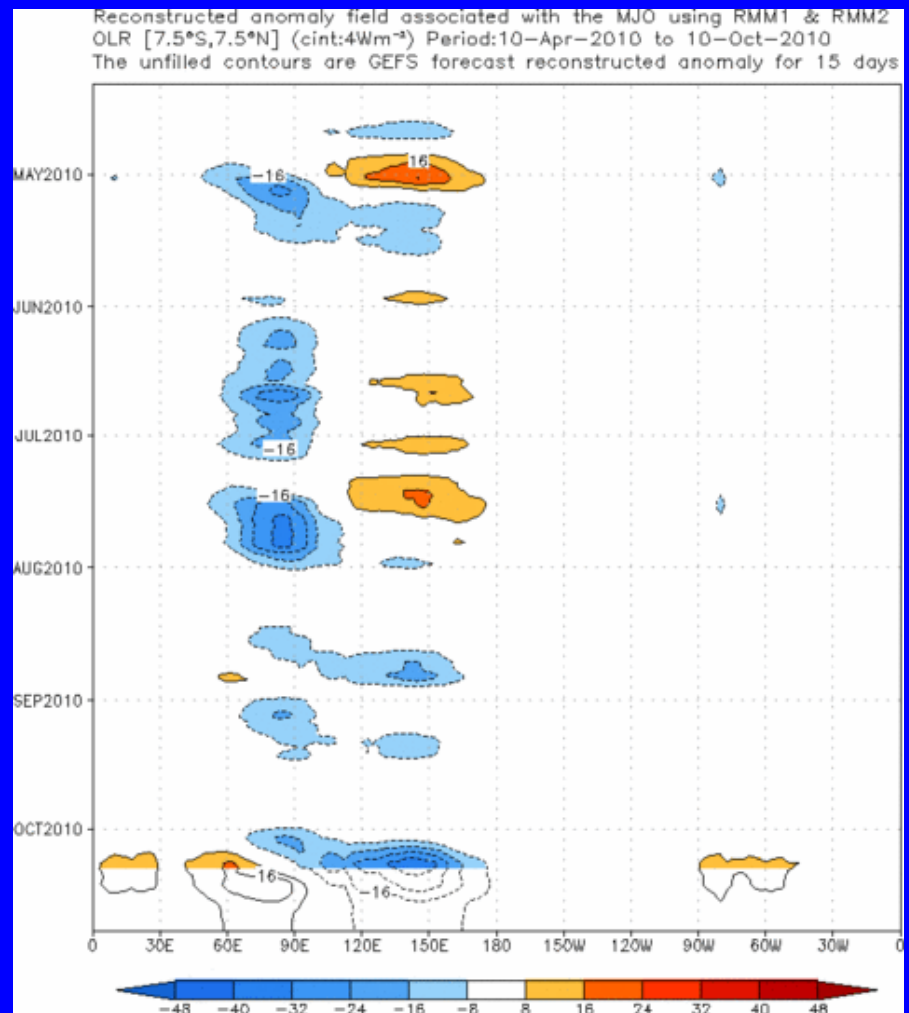 Reconstructed anomaly field associated with the MJO using RMM1 & RMM2
OLR [7.5°S,7.5°N] (cint:4Wm⁻²) Period:10-Apr-2010 to 10-Oct-2010
The unfilled contours are GEFS forecast reconstructed anomaly for 15 days
16
MAY2010
-16
JUN2010
JUL2010
-16
-16
AUG2010
SEP2010
OCT2010
-16
-16
0 30E 60E 90E 120E 150E 180 150W 120W 90W 60W 30W 0
-48 -40 -32 -24 -16 -8 8 16 24 32 40 48